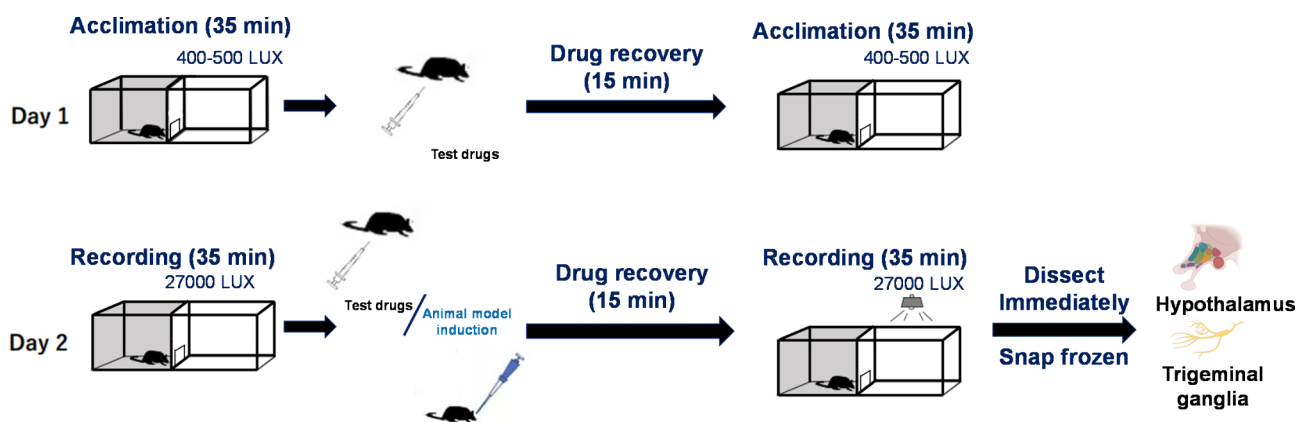 Acclimation (35 min)
400-500 LUX
Day 1
Test drugs
Drug recovery
(15 min)
Acclimation (35 min)
400-500 LUX
Recording (35 min)
27000 LUX
Day 2
Test drugs
Animal model
induction
Drug recovery
(15 min)
Recording (35 min)
27000 LUX
Dissect
Immediately
Snap frozen
Hypothalamus
Trigeminal
ganglia